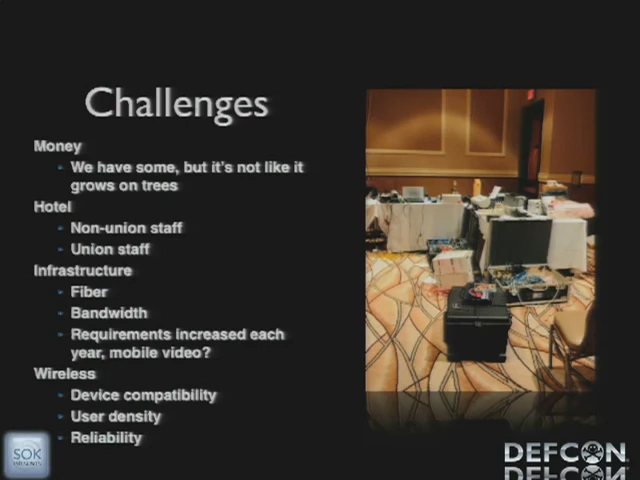 Challenges
Money
We have some, but it's not like it
grows on trees
Hotel
Non-union staff
Union staff
Infrastructure
Fiber
Bandwidth
Requirements increased each
year, mobile video?
Wireless
Device compatibility
User density
Reliability
SOK
PRESENTS
DEFCON